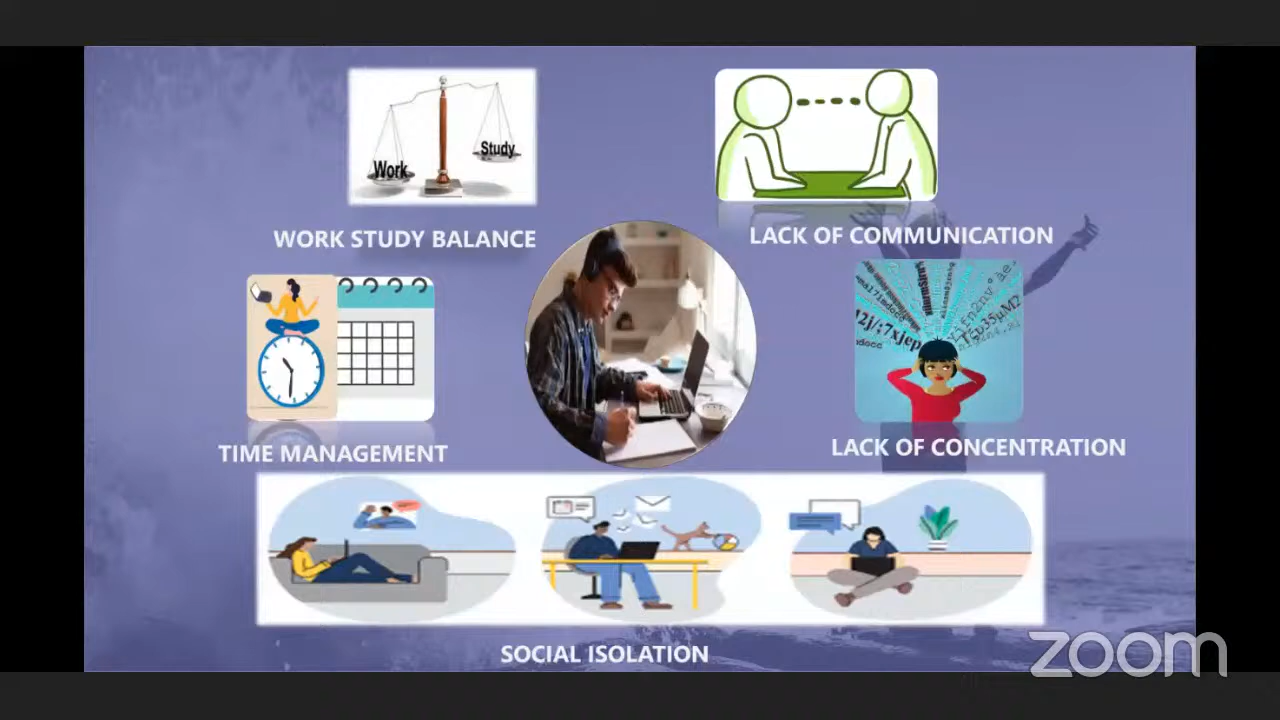 Work
Study
WORK STUDY BALANCE
LACK OF COMMUNICATION
TIME MANAGEMENT
LACK OF CONCENTRATION
SOCIAL ISOLATION
zoom